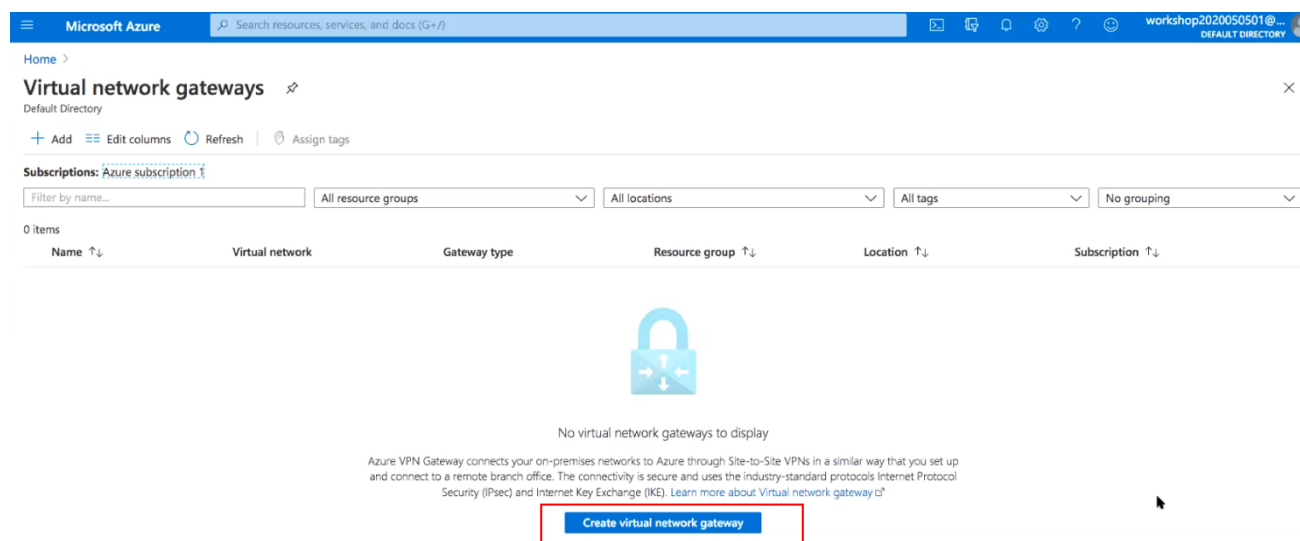 Microsoft Azure
Search resources, services, and docs (G+/)
workshop2020050501@...
DEFAULT DIRECTORY
Home >
Virtual network gateways
Default Directory
+ Add Edit columns Refresh Assign tags
Subscriptions: Azure subscription 1
Filter by name... All resource groups All locations All tags No grouping
0 items
Name ↑↓ Virtual network Gateway type Resource group ↑↓ Location ↑↓ Subscription ↑↓
No virtual network gateways to display
Azure VPN Gateway connects your on-premises networks to Azure through Site-to-Site VPNs in a similar way that you set up
and connect to a remote branch office. The connectivity is secure and uses the industry-standard protocols Internet Protocol
Security (IPsec) and Internet Key Exchange (IKE). Learn more about Virtual network gateway
Create virtual network gateway